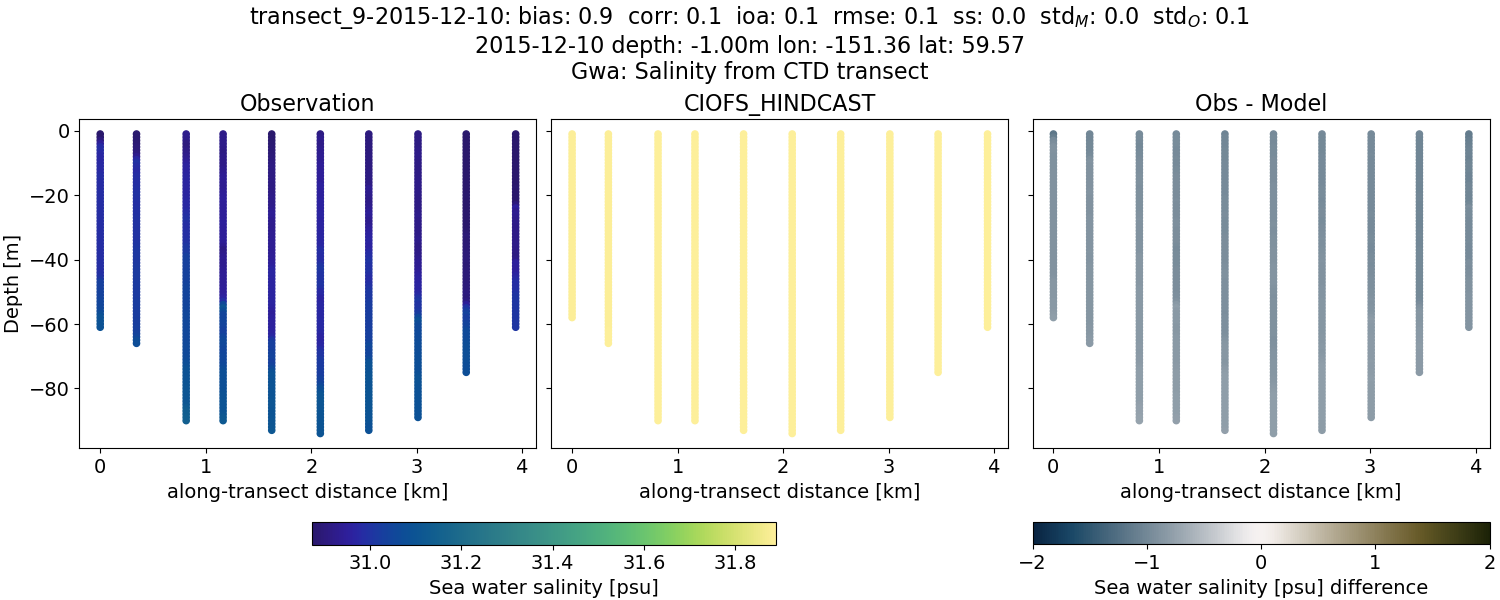 transect_9-2015-12-10: bias: 0.9  corr: 0.1  ioa: 0.1  rmse: 0.1  ss: 0.0  std_M: 0.0  std_O: 0.1
2015-12-10 depth: -1.00m lon: -151.36 lat: 59.57
Gwa: Salinity from CTD transect
Observation
CIOFS_HINDCAST
Obs - Model
Depth [m]
0
−20
−40
−60
−80
0 1 2 3 4
0 1 2 3 4
0 1 2 3 4
along-transect distance [km]
along-transect distance [km]
along-transect distance [km]
31.0 31.2 31.4 31.6 31.8
Sea water salinity [psu]
−2 −1 0 1 2
Sea water salinity [psu] difference